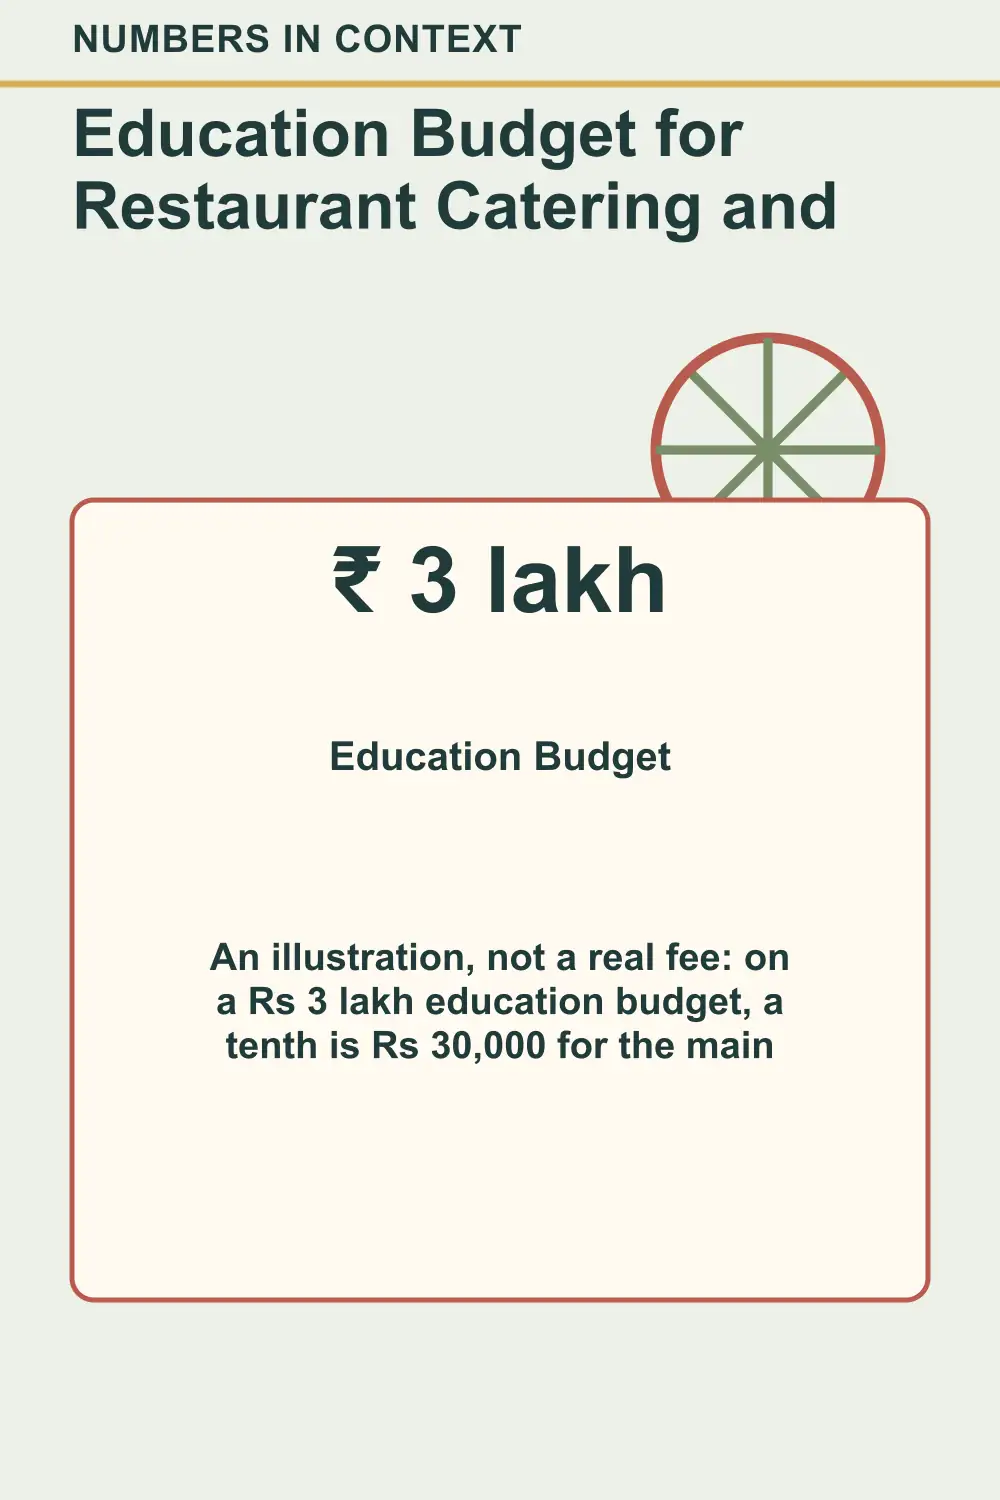 NUMBERS IN CONTEXT
Education Budget for
Restaurant Catering and
₹ 3 lakh
Education Budget
An illustration, not a real fee: on
a Rs 3 lakh education budget, a
tenth is Rs 30,000 for the main